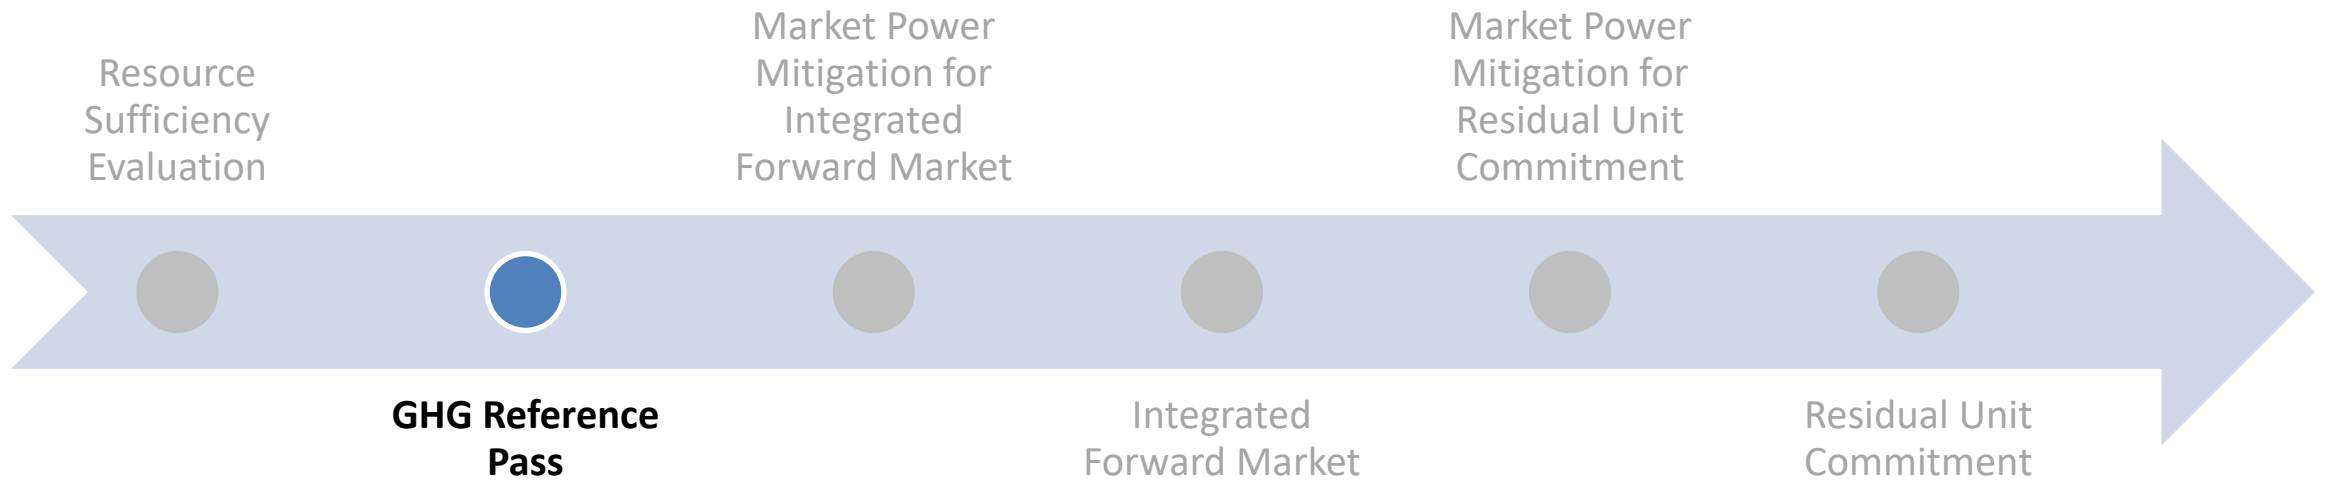 Resource
Sufficiency
Evaluation
GHG Reference
Pass
Market Power
Mitigation for
Integrated
Forward Market
Integrated
Forward Market
Market Power
Mitigation for
Residual Unit
Commitment
Residual Unit
Commitment